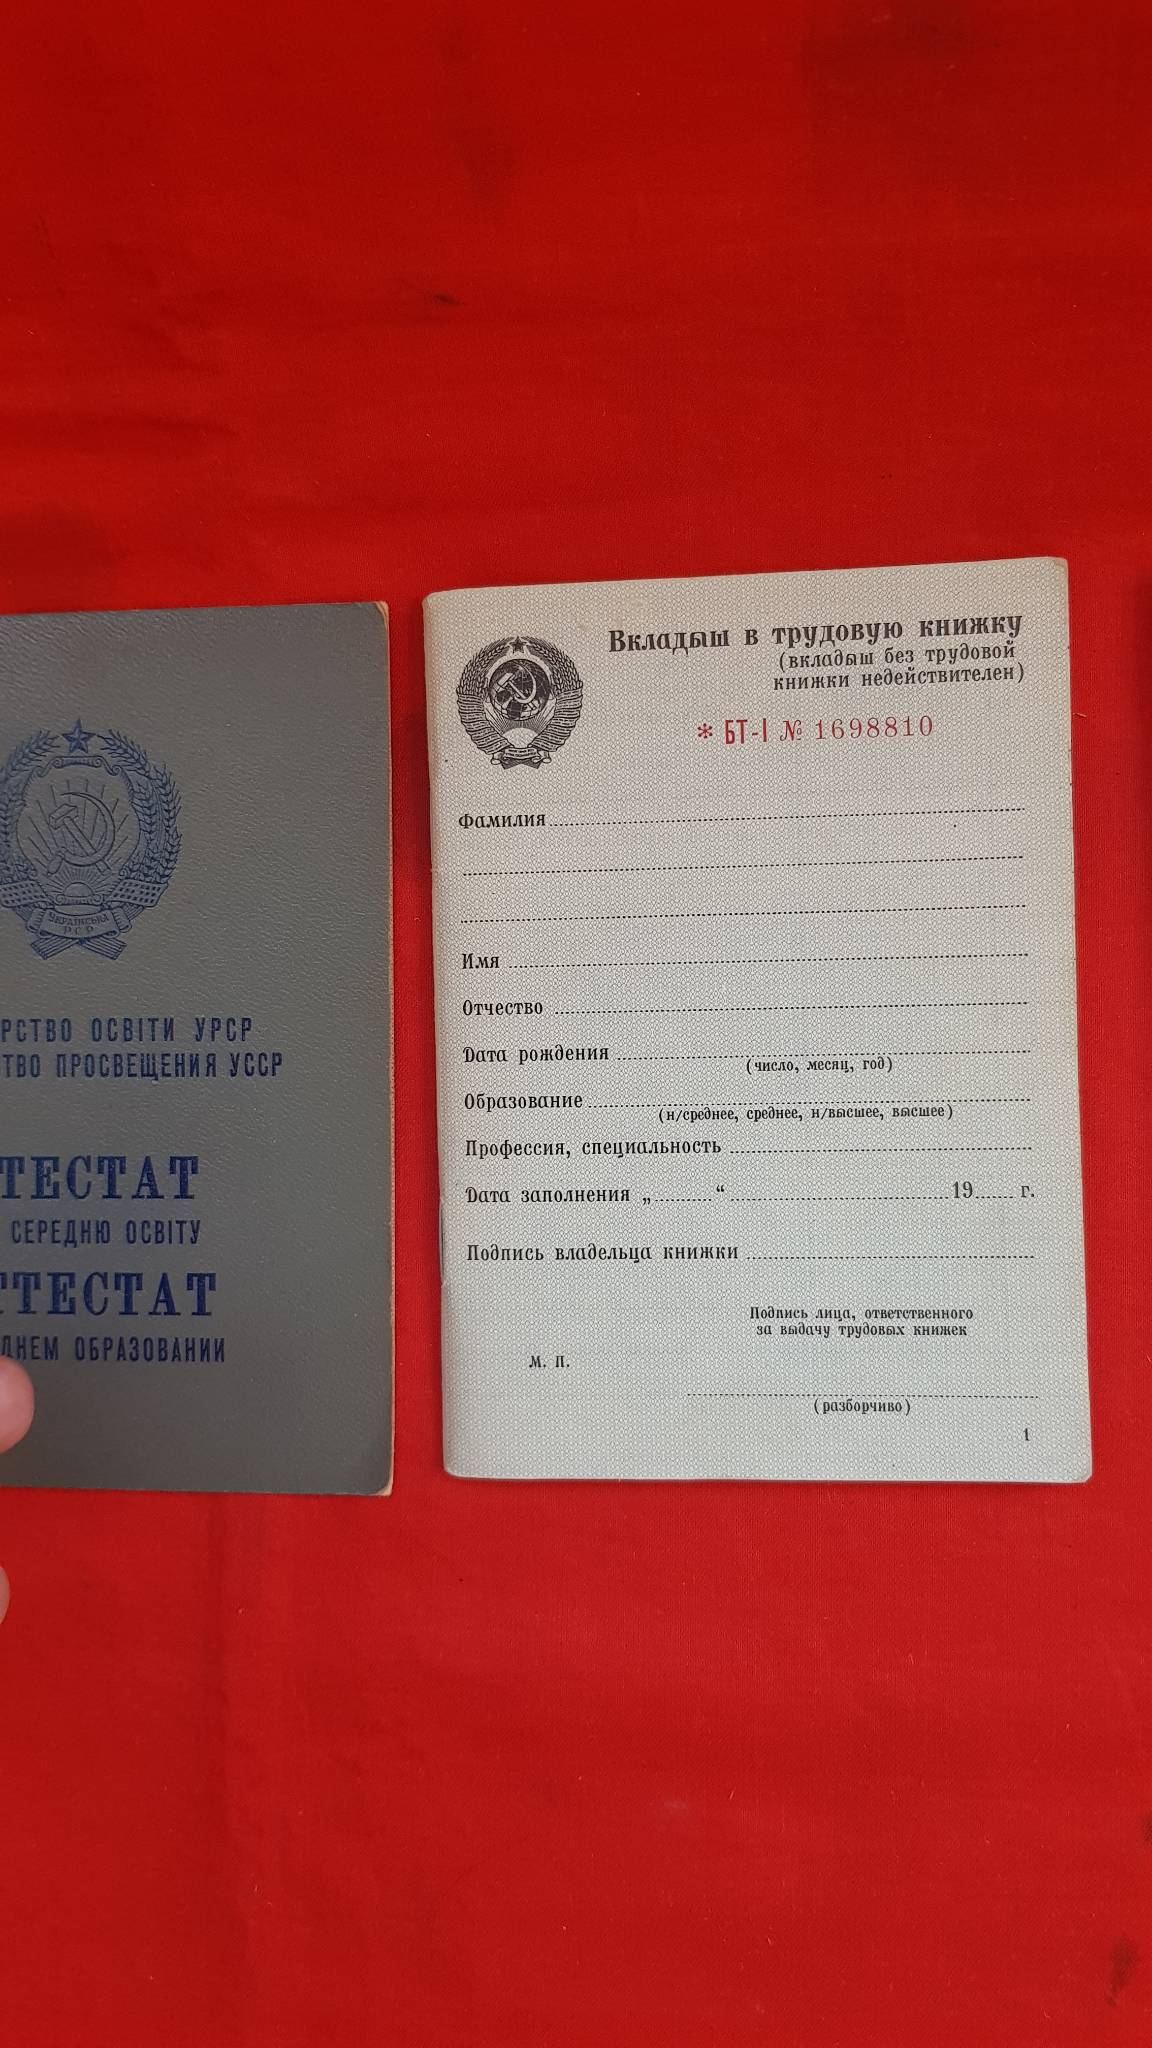 УКРАЇНСЬКА
РСР
РСТВО ОСВІТИ УРСР
ТВО ПРОСВЕЩЕНИЯ УССР
ТЕСТАТ
СЕРЕДНЮ ОСВІТУ
ТТЕСТАТ
ДНЕМ ОБРАЗОВАНИИ
Вкладыш в трудовую книжку
(вкладыш без трудовой
книжки недействителен)
* БТ-I № 1698810
Фамилия
Имя
Отчество
Дата рождения
(число, месяц, год)
Образование
(н/среднее, среднее, н/высшее, высшее)
Профессия, специальность
Дата заполнения „ “ 19 г.
Подпись владельца книжки
Подпись лица, ответственного
за выдачу трудовых книжек
М. П.
(разборчиво)
1